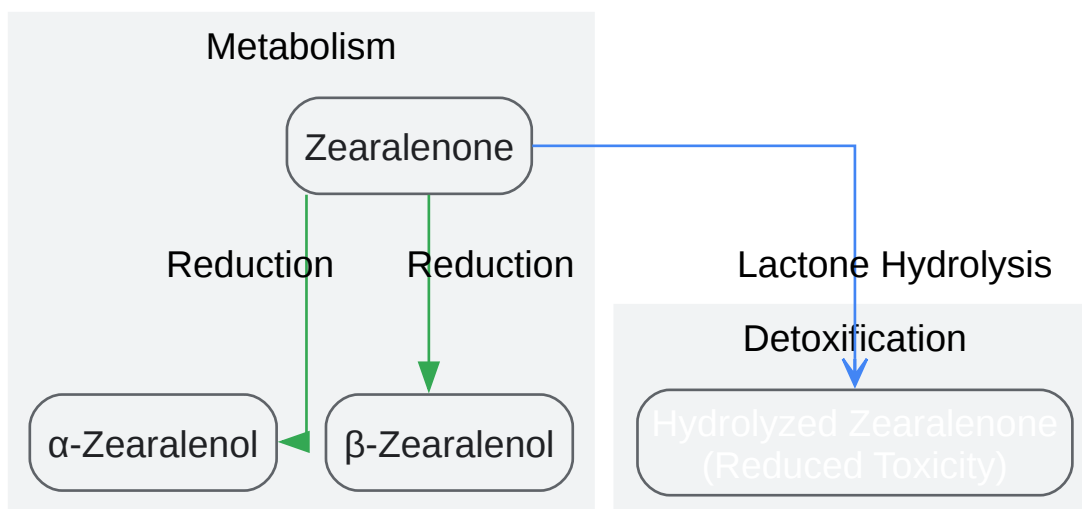 Metabolism
Zearalenone
Reduction
Reduction
Lactone Hydrolysis
Detoxification
α-Zearalenol
β-Zearalenol
Hydrolyzed Zearalenone
(Reduced Toxicity)